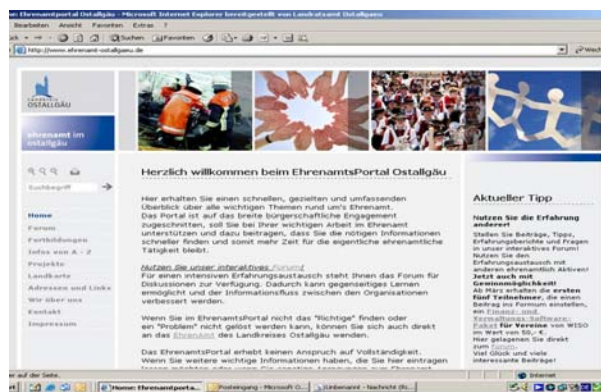 Home: Ehrenamtportal Ostallgäu - Microsoft Internet Explorer bereitgestellt von Landratsamt Ostallgaeu
Bearbeiten Ansicht Favoriten Extras ?
Suchen Favoriten
http://www.ehrenamt-ostallgaeu.de
OSTALLGÄU
ehrenamt im
ostallgäu
Suchbegriff
Home
Forum
Fortbildungen
Infos von A - Z
Projekte
Landkarte
Adressen und Links
Wir über uns
Kontakt
Impressum
Herzlich willkommen beim EhrenamtsPortal Ostallgäu
Hier erhalten Sie einen schnellen, gezielten und umfassenden
Überblick über alle wichtigen Themen rund um's Ehrenamt.
Das Portal ist auf das breite bürgerschaftliche Engagement
zugeschnitten, soll Sie bei Ihrer wichtigen Arbeit im Ehrenamt
unterstützen und dazu beitragen, dass Sie die nötigen Informationen
schneller finden und somit mehr Zeit für die eigentliche ehrenamtliche
Tätigkeit bleibt.
Nutzen Sie unser interaktives Forum!
Für einen intensiven Erfahrungsaustausch steht Ihnen das Forum für
Diskussionen zur Verfügung. Dadurch kann gegenseitiges Lernen
ermöglicht und der Informationsfluss zwischen den Organisationen
verbessert werden.
Wenn Sie im EhrenamtsPortal nicht das "Richtige" finden oder
ein "Problem" nicht gelöst werden kann, können Sie sich auch direkt
an das Ehrenamt des Landkreises Ostallgäu wenden.
Das EhrenamtsPortal erhebt keinen Anspruch auf Vollständigkeit.
Wenn Sie weitere wichtige Informationen haben, die Sie hier eintragen
Aktueller Tipp
Nutzen Sie die Erfahrung
anderer!
Stellen Sie Beiträge, Tipps,
Erfahrungsberichte und Fragen
in unser interaktives Forum!
Nutzen Sie den
Erfahrungsaustausch mit
anderen ehrenamtlich Aktiven!
Jetzt auch mit
Gewinnmöglichkeit!
Ab März erhalten die ersten
fünf Teilnehmer, die einen
Beitrag ins Formum einstellen,
ein Finanz- und
Verwaltungs-Software-
Paket für Vereine von WISO
im Wert von 50,- €.
Hier gelangen Sie direkt
zum Forum.
Viel Glück und viele
interessante Beiträge!
auf der Seite.
Internet
Home: Ehrenamtporta...
Posteingang - Microsoft O...
Unbenannt - Nachricht (Ri...